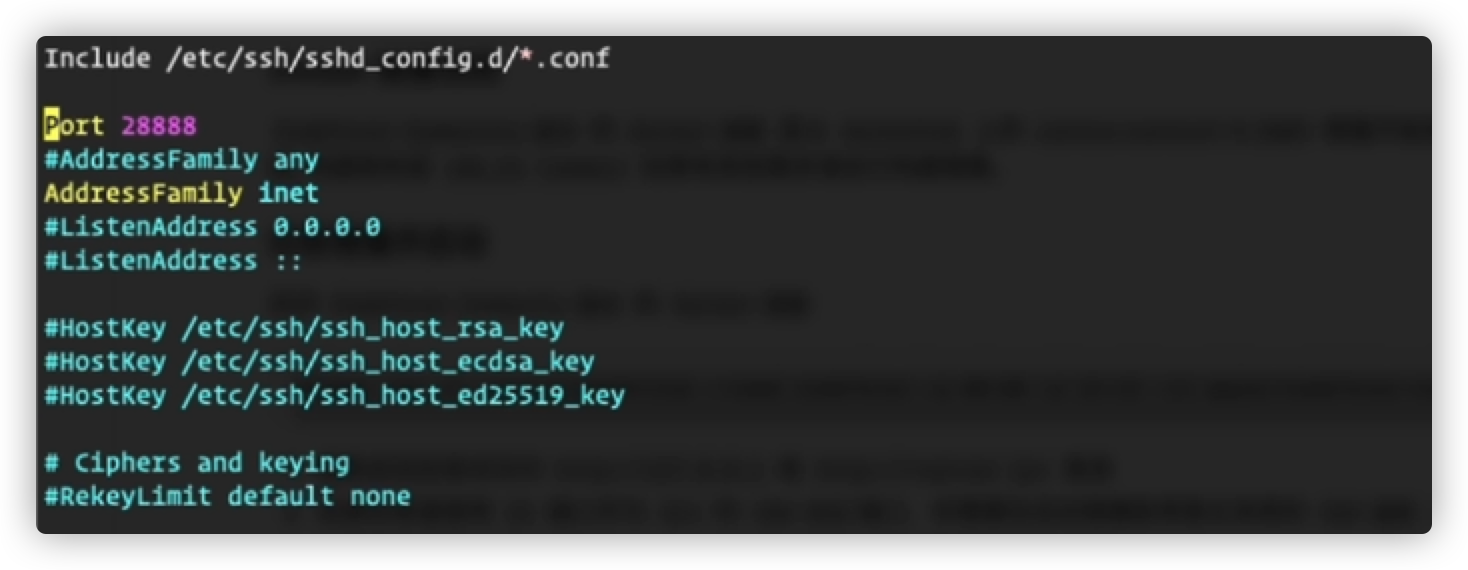 Include /etc/ssh/sshd_config.d/*.conf
Port 28888
#AddressFamily any
AddressFamily inet
#ListenAddress 0.0.0.0
#ListenAddress ::
#HostKey /etc/ssh/ssh_host_rsa_key
#HostKey /etc/ssh/ssh_host_ecdsa_key
#HostKey /etc/ssh/ssh_host_ed25519_key
# Ciphers and keying
#RekeyLimit default none